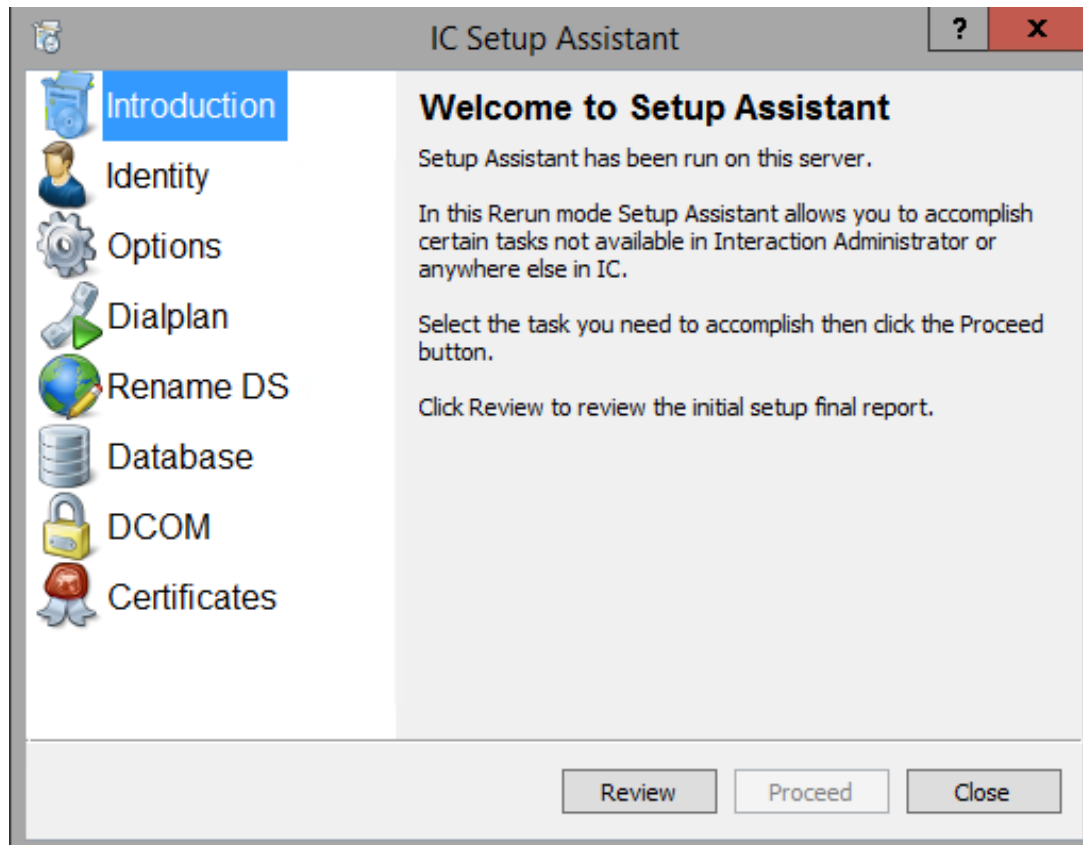 IC Setup Assistant
?
x
Introduction
Identity
Options
Dialplan
Rename DS
Database
DCOM
Certificates
Welcome to Setup Assistant
Setup Assistant has been run on this server.
In this Rerun mode Setup Assistant allows you to accomplish
certain tasks not available in Interaction Administrator or
anywhere else in IC.
Select the task you need to accomplish then click the Proceed
button.
Click Review to review the initial setup final report.
Review
Proceed
Close